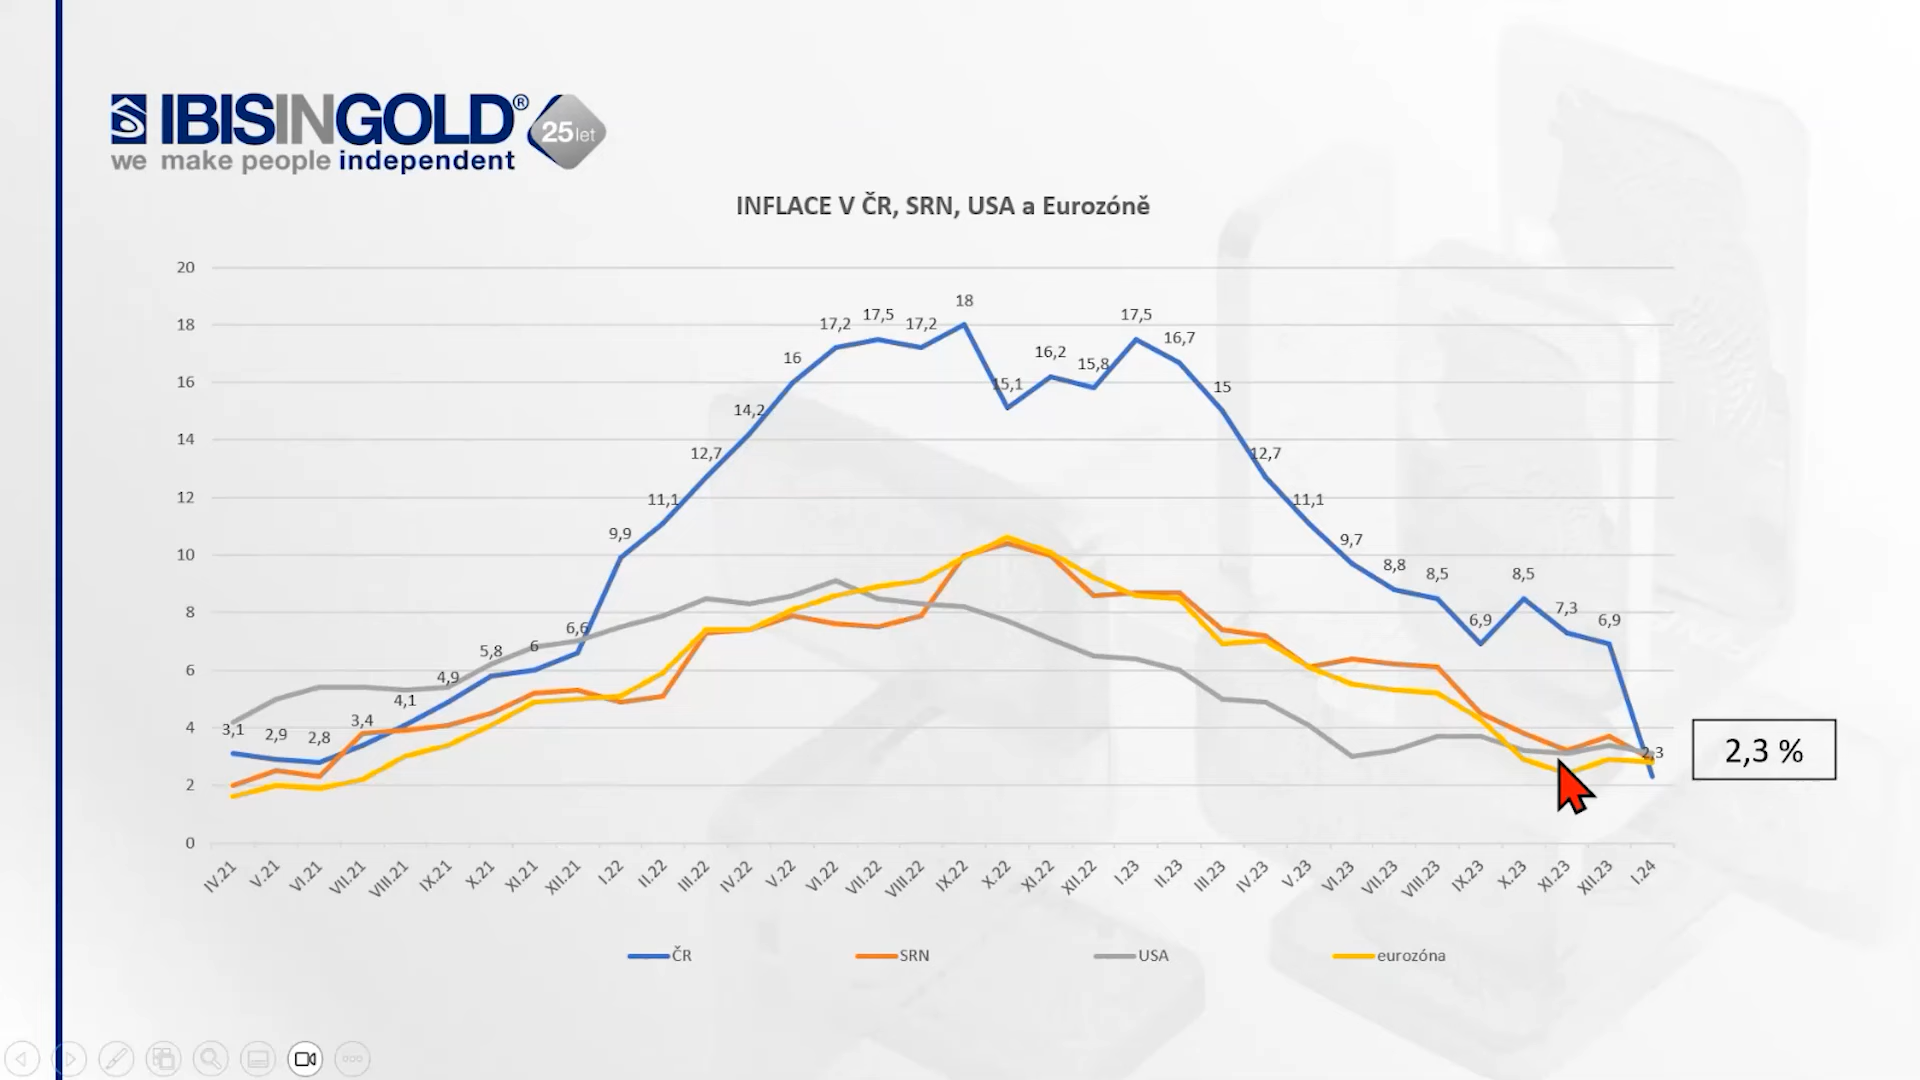 IBISINGOLD® 25let
we make people independent
INFLACE V ČR, SRN, USA a Eurozóně
20
18
16
14
12
10
8
6
4
2
0
3,1
2,9
2,8
3,4
4,1
4,9
5,8
6
6,6
9,9
11,1
12,7
14,2
16
17,2
17,5
17,2
18
15,1
16,2
15,8
17,5
16,7
15
12,7
11,1
9,7
8,8
8,5
6,9
8,5
7,3
6,9
2,3
2,3 %
IV.21
V.21
VI.21
VII.21
VIII.21
IX.21
X.21
XI.21
XII.21
I.22
II.22
III.22
IV.22
V.22
VI.22
VII.22
VIII.22
IX.22
X.22
XI.22
XII.22
I.23
II.23
III.23
IV.23
V.23
VI.23
VII.23
VIII.23
IX.23
X.23
XI.23
XII.23
I.24
ČR SRN USA eurozóna